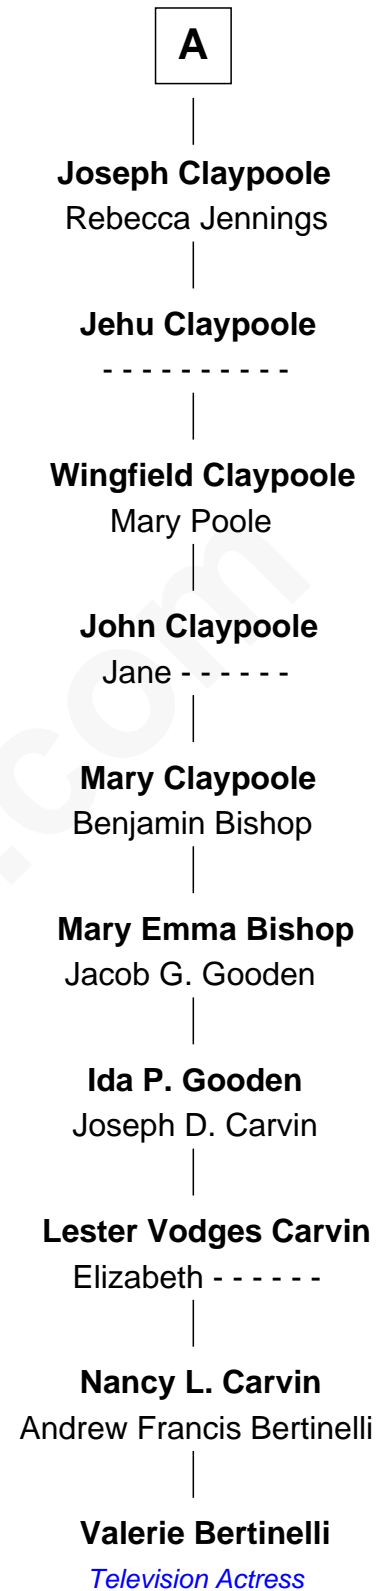 A
Joseph Claypoole
Rebecca Jennings
Jehu Claypoole
- - - - - - - - - -
Wingfield Claypoole
Mary Poole
John Claypoole
Jane - - - - - -
Mary Claypoole
Benjamin Bishop
Mary Emma Bishop
Jacob G. Gooden
Ida P. Gooden
Joseph D. Carvin
Lester Vodges Carvin
Elizabeth - - - - - -
Nancy L. Carvin
Andrew Francis Bertinelli
Valerie Bertinelli
Television Actress
.com